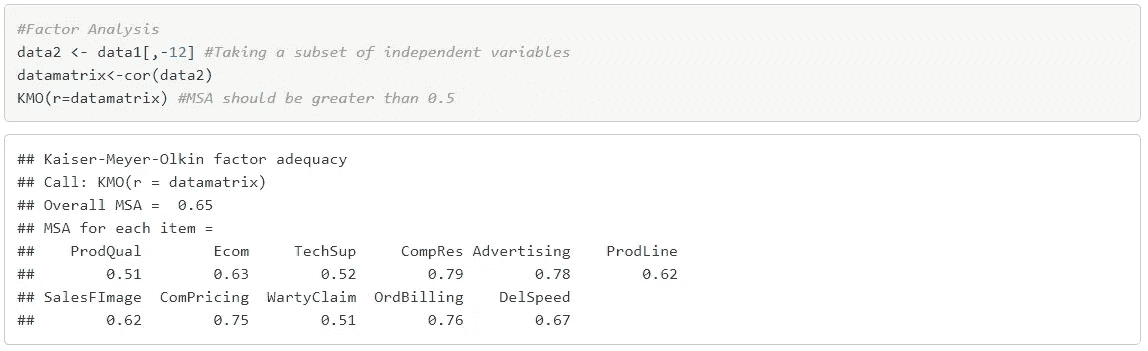 #Factor Analysis
data2 <- data1[,-12] #Taking a subset of independent variables
datamatrix<-cor(data2)
KMO(r=datamatrix) #MSA should be greater than 0.5
## Kaiser-Meyer-Olkin factor adequacy
## Call: KMO(r = datamatrix)
## Overall MSA =  0.65
## MSA for each item =
##    ProdQual        Ecom     TechSup     CompRes Advertising    ProdLine
##        0.51        0.63        0.52        0.79        0.78        0.62
## SalesFImage  ComPricing  WartyClaim  OrdBilling    DelSpeed
##        0.62        0.75        0.51        0.76        0.67